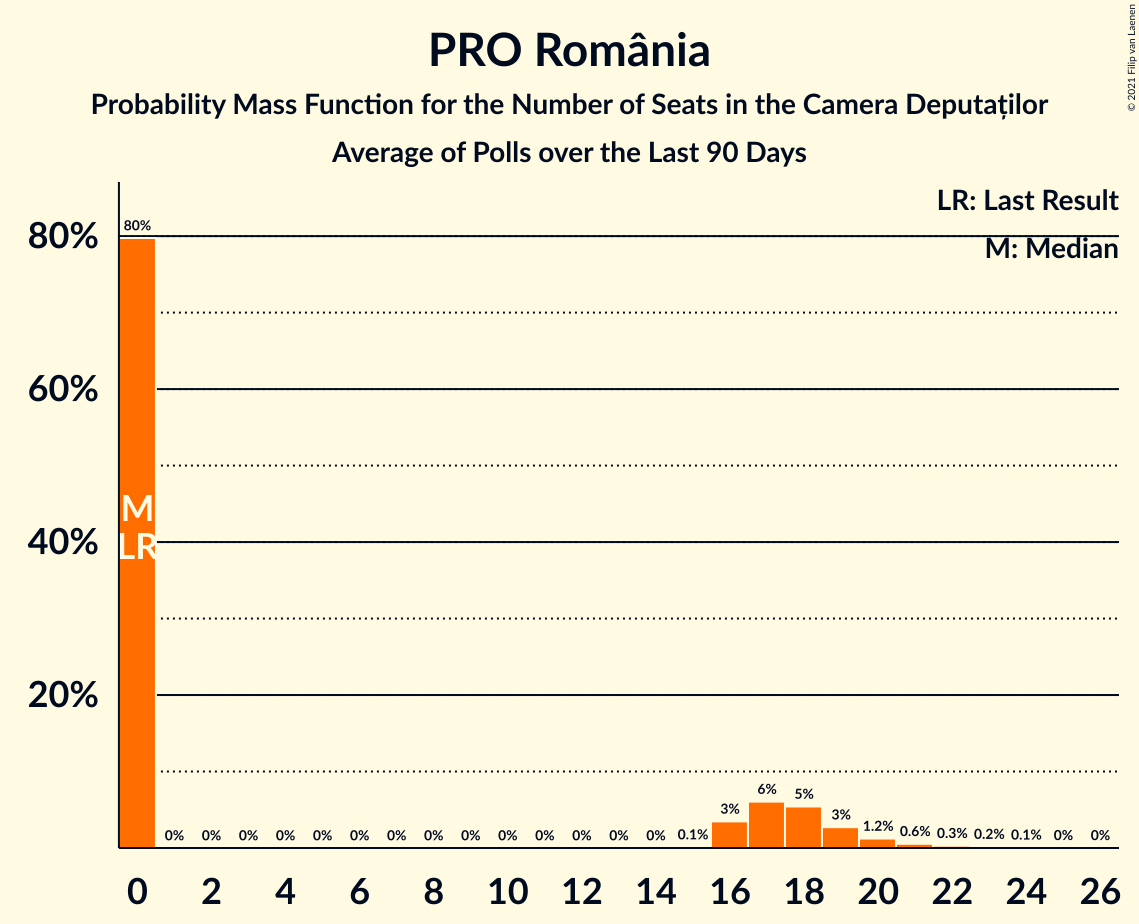 PRO România
Probability Mass Function for the Number of Seats in the Camera Deputaților
Average of Polls over the Last 90 Days
© 2021 Filip van Laenen
LR: Last Result
M: Median
80%
60%
40%
20%
80%
M
LR
0% 0% 0% 0% 0% 0% 0% 0% 0% 0% 0% 0% 0% 0% 0.1% 3% 6% 5% 3% 1.2% 0.6% 0.3% 0.2% 0.1% 0% 0%
0 2 4 6 8 10 12 14 16 18 20 22 24 26